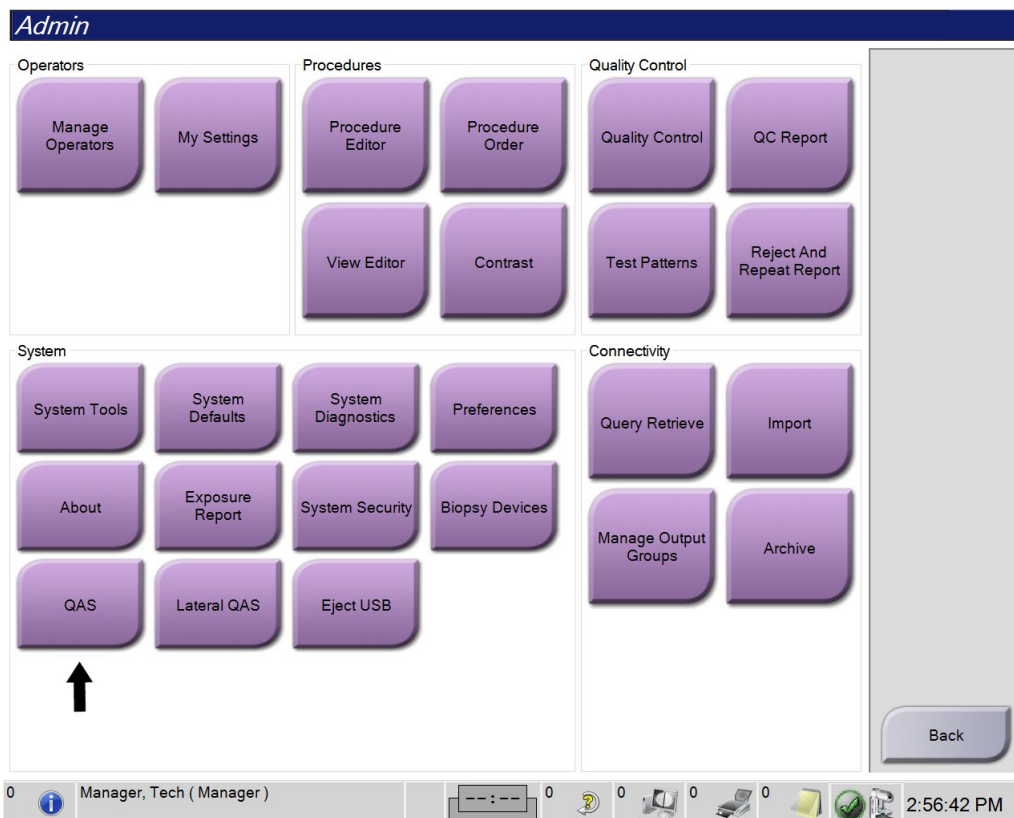 Admin
Operators
Manage
Operators
My Settings
Procedures
Procedure
Editor
Procedure
Order
View Editor
Contrast
Quality Control
Quality Control
QC Report
Test Patterns
Reject And
Repeat Report
System
System Tools
System
Defaults
System
Diagnostics
Preferences
About
Exposure
Report
System Security
Biopsy Devices
QAS
Lateral QAS
Eject USB
Connectivity
Query Retrieve
Import
Manage Output
Groups
Archive
Back
0
Manager, Tech ( Manager )
--:--
0
0
0
0
2:56:42 PM